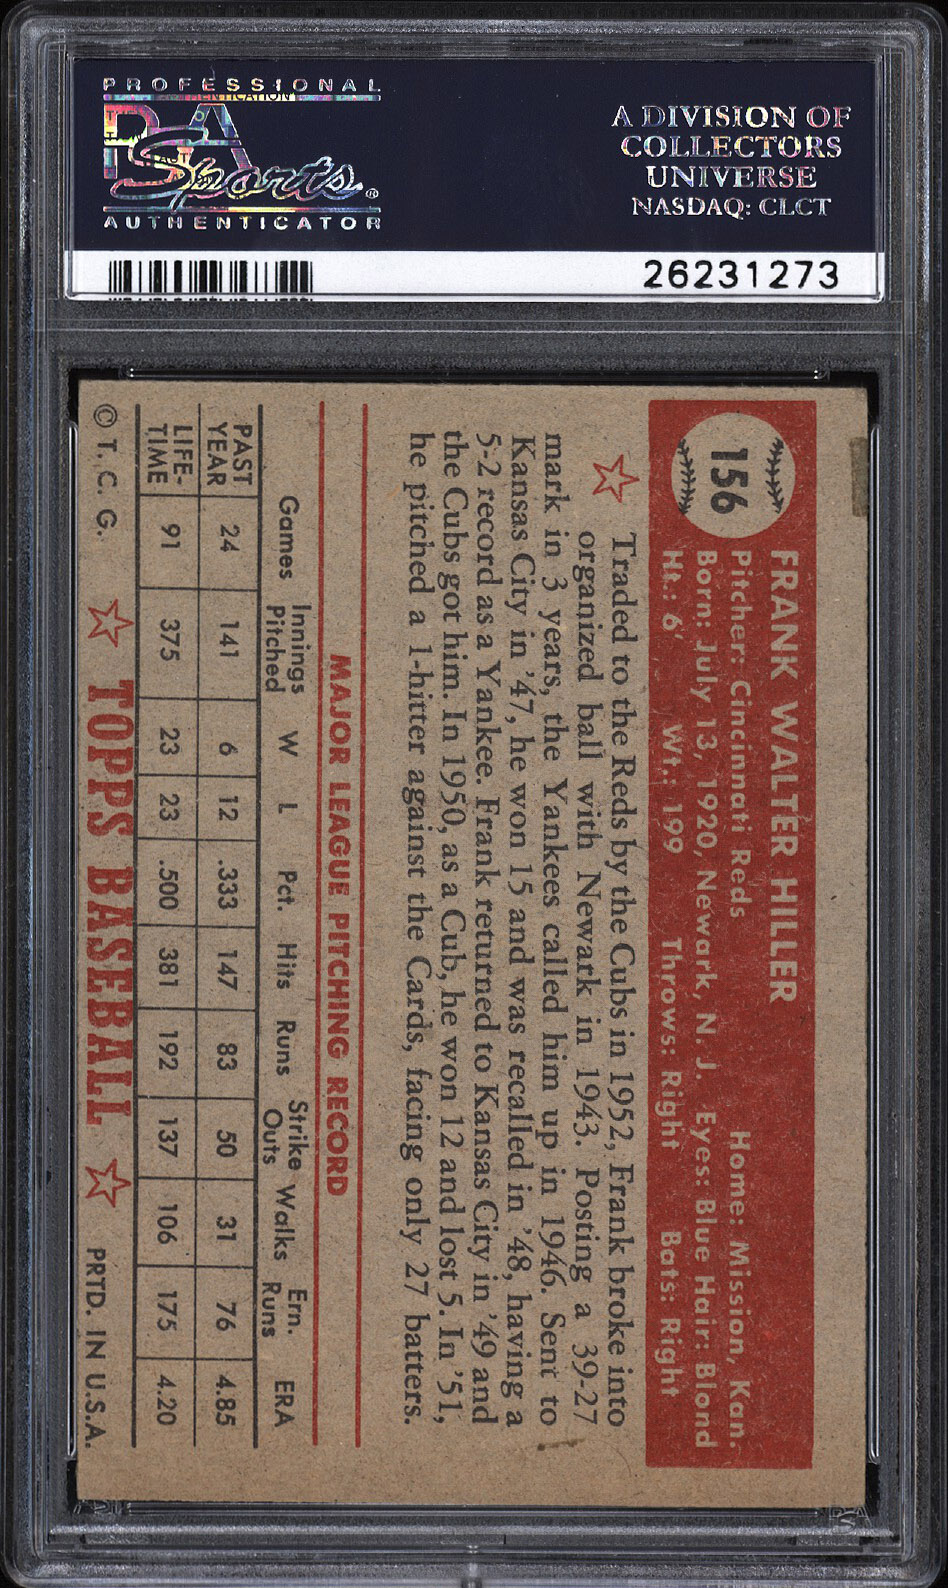 PROFESSIONAL
PSA
Sports®
AUTHENTICATOR
A DIVISION OF
COLLECTORS
UNIVERSE
NASDAQ: CLCT
26231273
156
FRANK WALTER HILLER
Pitcher: Cincinnati Reds Home: Mission, Kan.
Born: July 13, 1920, Newark, N. J. Eyes: Blue Hair: Blond
Ht.: 6' Wt.: 199 Throws: Right Bats: Right
Traded to the Reds by the Cubs in 1952, Frank broke into
organized ball with Newark in 1943. Posting a 39-27
mark in 3 years, the Yankees called him up in 1946. Sent to
Kansas City in '47, he won 15 and was recalled in '48, having a
5-2 record as a Yankee. Frank returned to Kansas City in '49 and
the Cubs got him. In 1950, as a Cub, he won 12 and lost 5. In '51,
he pitched a 1-hitter against the Cards, facing only 27 batters.
MAJOR LEAGUE PITCHING RECORD
Games Innings Pitched W L Pct. Hits Runs Strike Outs Walks Ern. Runs ERA
PAST YEAR 24 141 6 12 .333 147 83 50 31 76 4.85
LIFE-TIME 91 375 23 23 .500 381 192 137 106 175 4.20
© T. C. G. TOPPS BASEBALL PRTD. IN U.S.A.